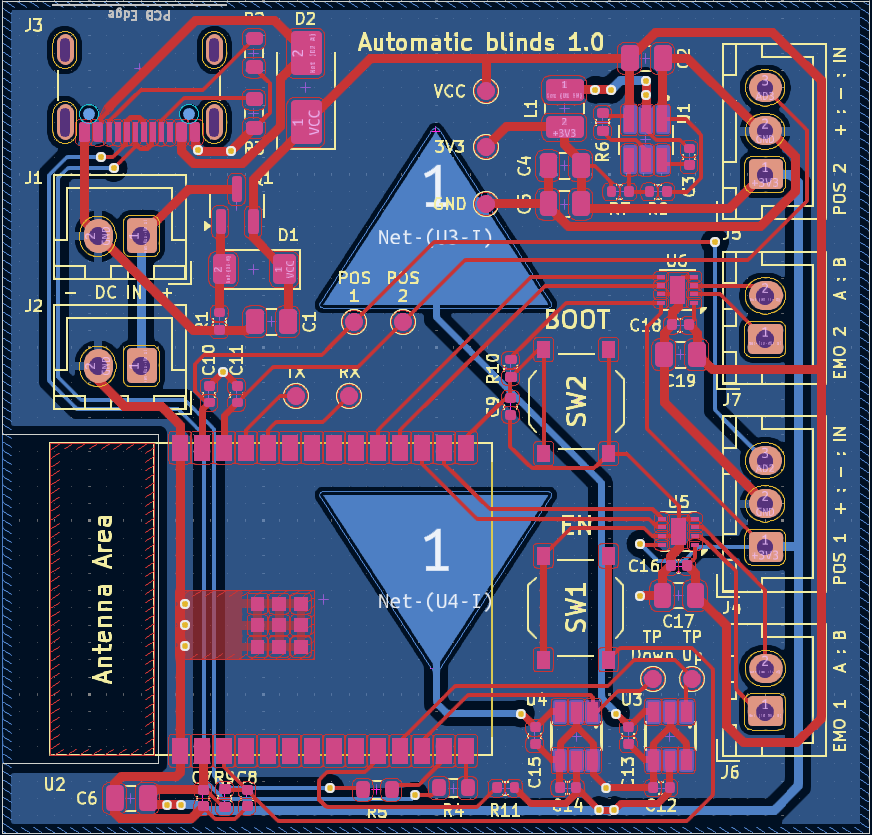 PCB Edge
J3
R2
D2
Automatic blinds 1.0
C2
VCC
L1
U1
3V3
R6
R3
C4
C3
GND
C5
J1
Q1
D1
- DC IN +
J2
C1
POS 2 + ; - ; IN
J5
U6
EMO 2 A ; B
C18
C19
J7
POS
1
POS
2
BOOT
C10
C11
TX
RX
R10
C9
SW2
1
Net-(U3-I)
1
Net-(U4-I)
Antenna Area
EN
SW1
U5
C16
C17
POS 1 + ; - ; IN
J4
TP
Down
TP
Up
EMO 1 A ; B
J6
U4
U3
C15
C13
U2
C6
C7
R9
C8
R5
R4
R11
C14
C12